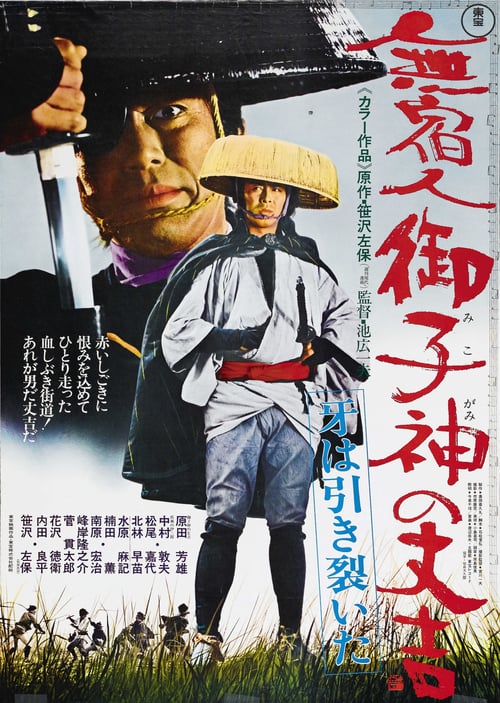 東宝
無宿人御子神の丈吉
みこがみ
牙は引き裂いた
《カラー作品》原作・笹沢左保
監督・池広一夫
赤いしごきに
恨みを込めて
ひとり走った
血しぶき街道!
あれが男だ丈吉だ
原田芳雄
中村敦夫
松尾嘉代
北林早苗
水原麻記
楠田薫
南原宏治
峰岸隆之介
菅貫太郎
花沢徳衛
内田良平
笹沢左保